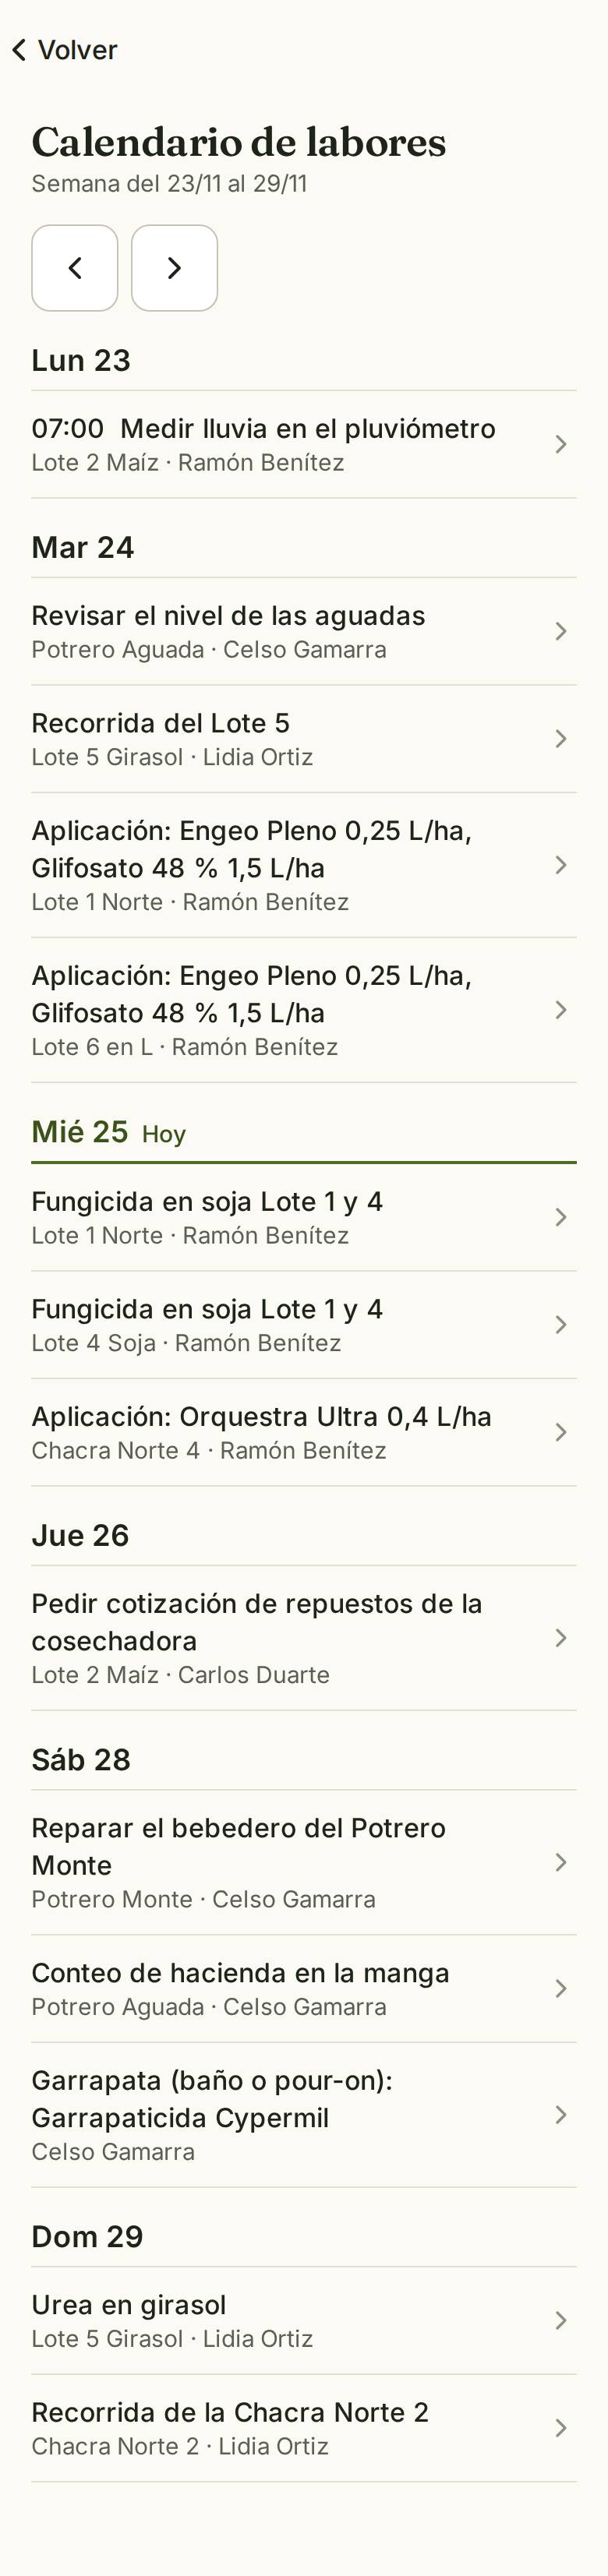 Volver
Calendario de labores
Semana del 23/11 al 29/11
Lun 23
07:00 Medir lluvia en el pluviómetro
Lote 2 Maíz · Ramón Benítez
Mar 24
Revisar el nivel de las aguadas
Potrero Aguada · Celso Gamarra
Recorrida del Lote 5
Lote 5 Girasol · Lidia Ortiz
Aplicación: Engeo Pleno 0,25 L/ha,
Glifosato 48 % 1,5 L/ha
Lote 1 Norte · Ramón Benítez
Aplicación: Engeo Pleno 0,25 L/ha,
Glifosato 48 % 1,5 L/ha
Lote 6 en L · Ramón Benítez
Mié 25 Hoy
Fungicida en soja Lote 1 y 4
Lote 1 Norte · Ramón Benítez
Fungicida en soja Lote 1 y 4
Lote 4 Soja · Ramón Benítez
Aplicación: Orquestra Ultra 0,4 L/ha
Chacra Norte 4 · Ramón Benítez
Jue 26
Pedir cotización de repuestos de la
cosechadora
Lote 2 Maíz · Carlos Duarte
Sáb 28
Reparar el bebedero del Potrero
Monte
Potrero Monte · Celso Gamarra
Conteo de hacienda en la manga
Potrero Aguada · Celso Gamarra
Garrapata (baño o pour-on):
Garrapaticida Cypermil
Celso Gamarra
Dom 29
Urea en girasol
Lote 5 Girasol · Lidia Ortiz
Recorrida de la Chacra Norte 2
Chacra Norte 2 · Lidia Ortiz